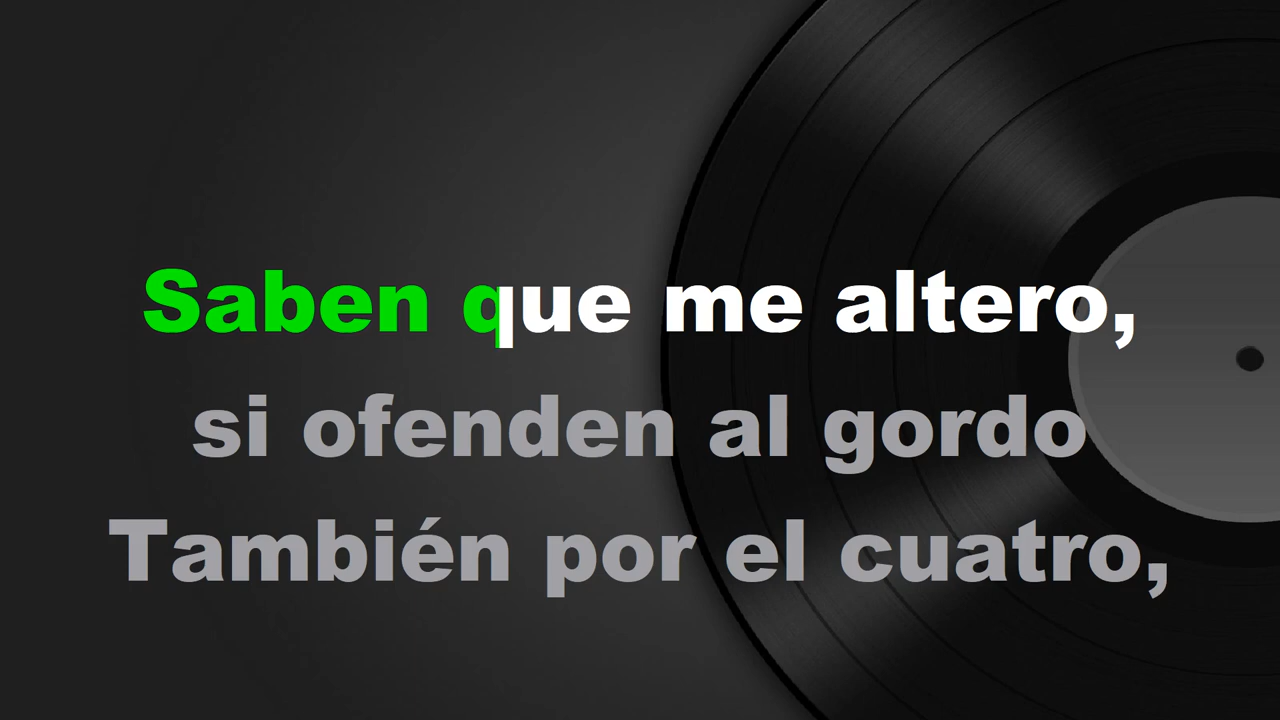 Saben que me altero,
si ofenden al gordo
También por el cuatro,